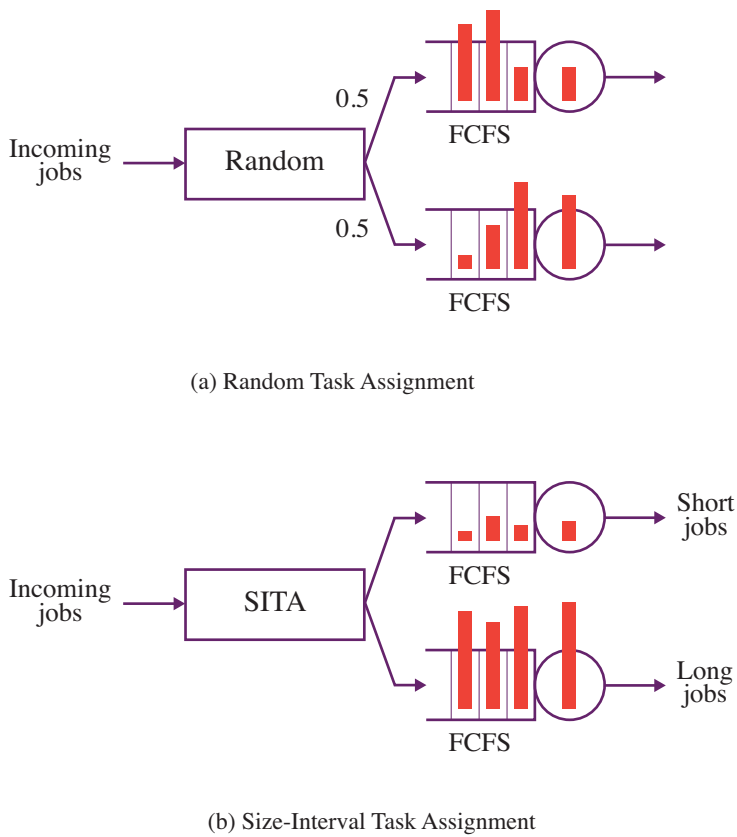 0.5
FCFS
Incoming
jobs
Random
0.5
FCFS
(a) Random Task Assignment
Short
jobs
FCFS
Incoming
jobs
SITA
Long
jobs
FCFS
(b) Size-Interval Task Assignment